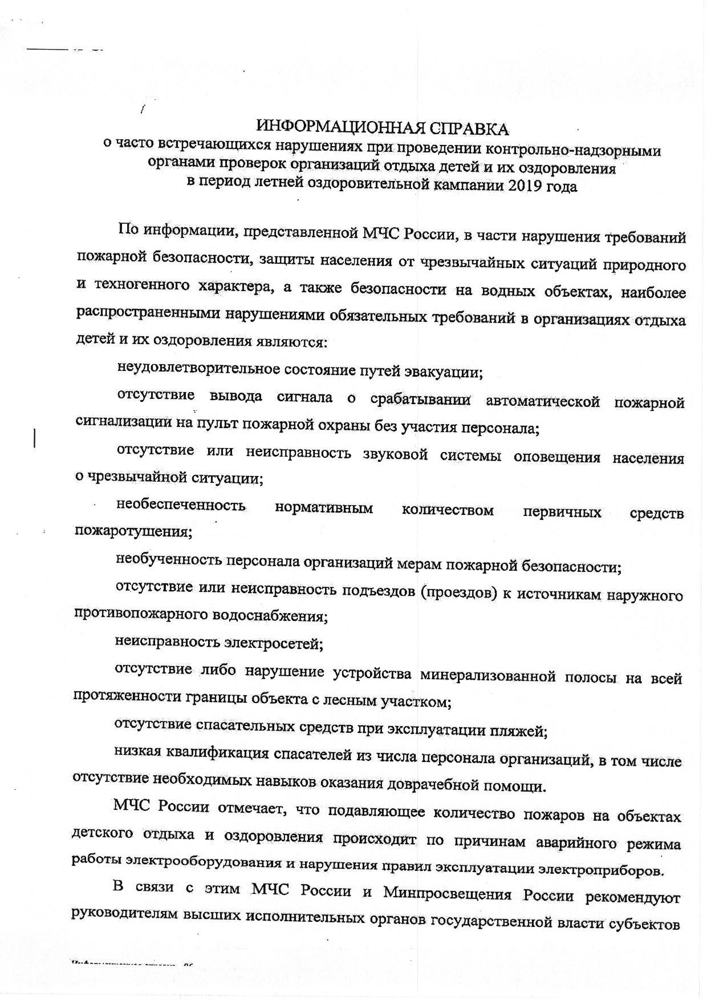 ИНФОРМАЦИОННАЯ СПРАВКА
о часто встречающихся нарушениях при проведении контрольно-надзорными
органами проверок организаций отдыха детей и их оздоровления
в период летней оздоровительной кампании 2019 года
По информации, представленной МЧС России, в части нарушения требований
пожарной безопасности, защиты населения от чрезвычайных ситуаций природного
и техногенного характера, а также безопасности на водных объектах, наиболее
распространенными нарушениями обязательных требований в организациях отдыха
детей и их оздоровления являются:
неудовлетворительное состояние путей эвакуации;
отсутствие вывода сигнала о срабатывании автоматической пожарной
сигнализации на пульт пожарной охраны без участия персонала;
отсутствие или неисправность звуковой системы оповещения населения
о чрезвычайной ситуации;
необеспеченность нормативным количеством первичных средств
пожаротушения;
необученность персонала организаций мерам пожарной безопасности;
отсутствие или неисправность подъездов (проездов) к источникам наружного
противопожарного водоснабжения;
неисправность электросетей;
отсутствие либо нарушение устройства минерализованной полосы на всей
протяженности границы объекта с лесным участком;
отсутствие спасательных средств при эксплуатации пляжей;
низкая квалификация спасателей из числа персонала организаций, в том числе
отсутствие необходимых навыков оказания доврачебной помощи.
МЧС России отмечает, что подавляющее количество пожаров на объектах
детского отдыха и оздоровления происходит по причинам аварийного режима
работы электрооборудования и нарушения правил эксплуатации электроприборов.
В связи с этим МЧС России и Минпросвещения России рекомендуют
руководителям высших исполнительных органов государственной власти субъектов